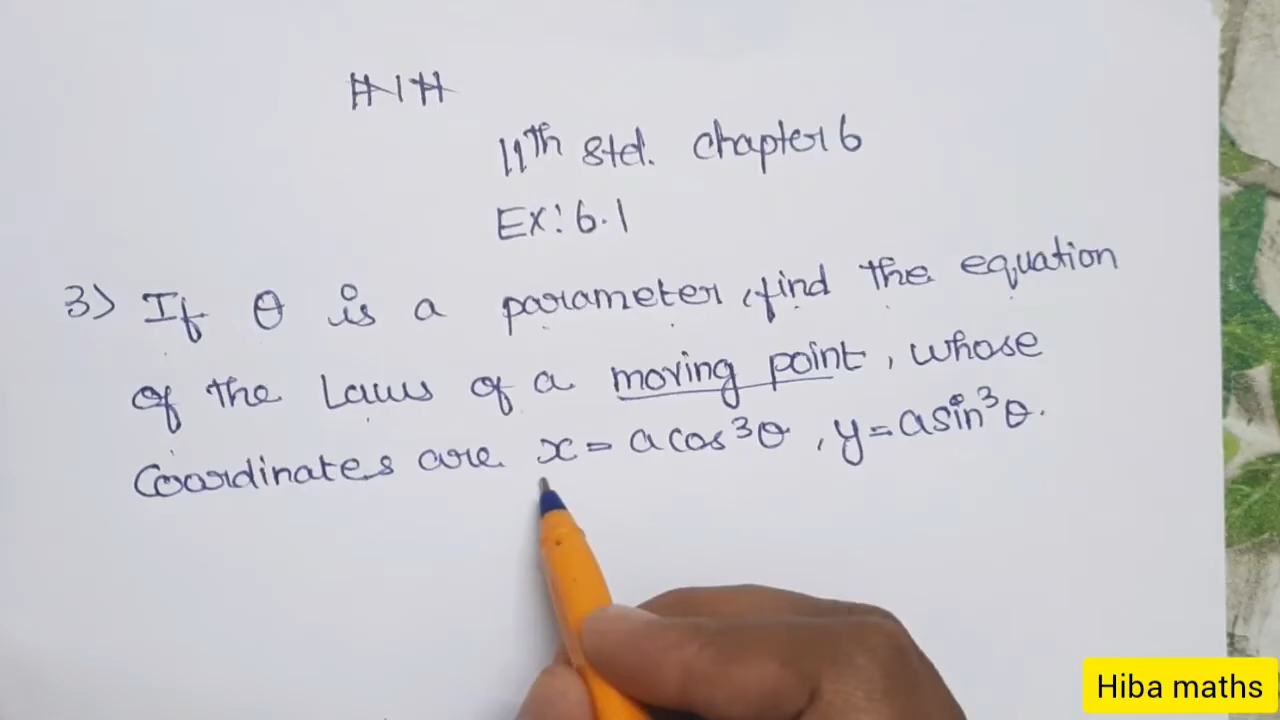 11th Std. chapter 6
Ex: 6.1
3) If θ is a parameter, find the equation
of the Laws of a moving point, whose
Coordinates are x = a cos³θ, y = a sin³θ.
Hiba maths